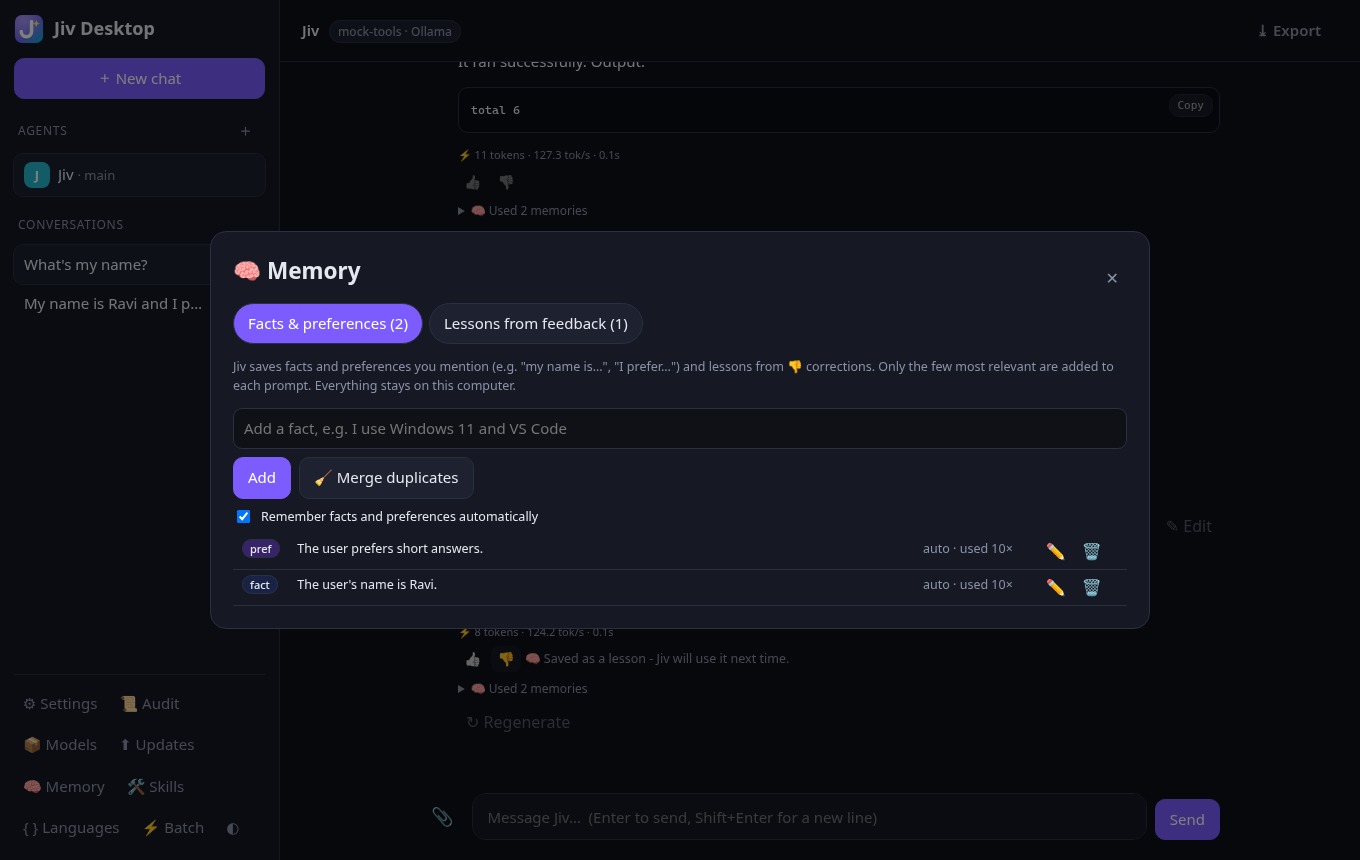 Jiv Desktop
+ New chat
AGENTS +
J Jiv · main
CONVERSATIONS
What's my name?
My name is Ravi and I p...
⚙ Settings 📜 Audit
📦 Models ⬆ Updates
🧠 Memory 🛠️ Skills
{ } Languages ⚡ Batch
Jiv mock-tools · Ollama
⤓ Export
It ran successfully. Output:
total 6
Copy
⚡ 11 tokens · 127.3 tok/s · 0.1s
🧠 Used 2 memories
🧠 Memory
✕
Facts & preferences (2) Lessons from feedback (1)
Jiv saves facts and preferences you mention (e.g. "my name is…", "I prefer…") and lessons from 👎 corrections. Only the few most relevant are added to
each prompt. Everything stays on this computer.
Add a fact, e.g. I use Windows 11 and VS Code
Add 🧹 Merge duplicates
Remember facts and preferences automatically
pref The user prefers short answers. auto · used 10×
fact The user's name is Ravi. auto · used 10×
✎ Edit
⚡ 8 tokens · 124.2 tok/s · 0.1s
🧠 Saved as a lesson - Jiv will use it next time.
🧠 Used 2 memories
↻ Regenerate
Message Jiv... (Enter to send, Shift+Enter for a new line)
Send